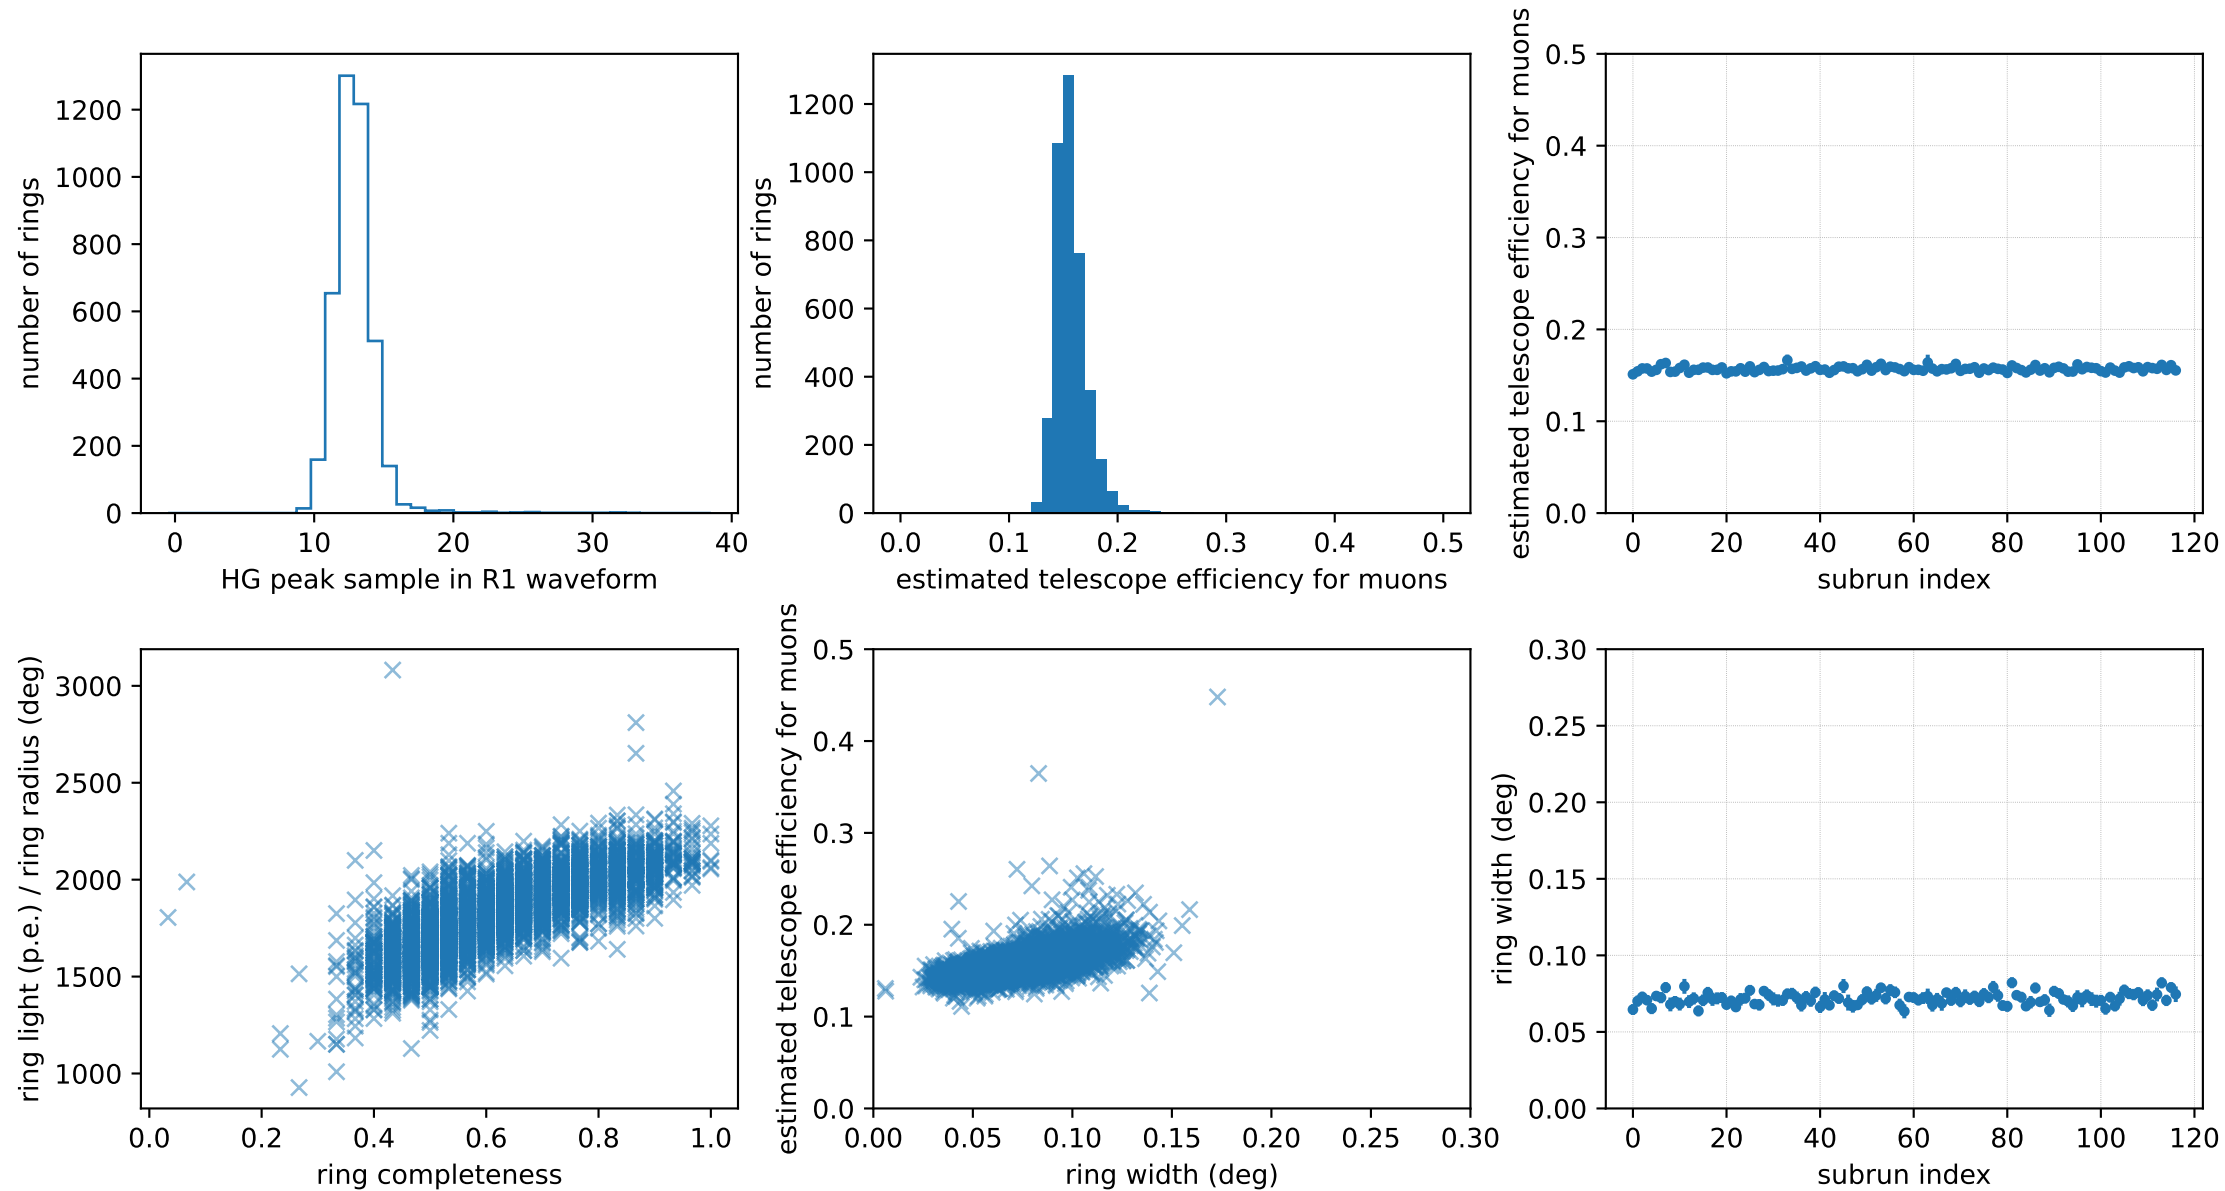 number of rings
1200
1000
800
600
400
200
0
0 10 20 30 40
HG peak sample in R1 waveform
number of rings
1200
1000
800
600
400
200
0
0.0 0.1 0.2 0.3 0.4 0.5
estimated telescope efficiency for muons
estimated telescope efficiency for muons
0.5
0.4
0.3
0.2
0.1
0.0
0 20 40 60 80 100 120
subrun index
ring light (p.e.) / ring radius (deg)
3000
2500
2000
1500
1000
0.0 0.2 0.4 0.6 0.8 1.0
ring completeness
estimated telescope efficiency for muons
0.5
0.4
0.3
0.2
0.1
0.0
0.00 0.05 0.10 0.15 0.20 0.25 0.30
ring width (deg)
ring width (deg)
0.30
0.25
0.20
0.15
0.10
0.05
0.00
0 20 40 60 80 100 120
subrun index